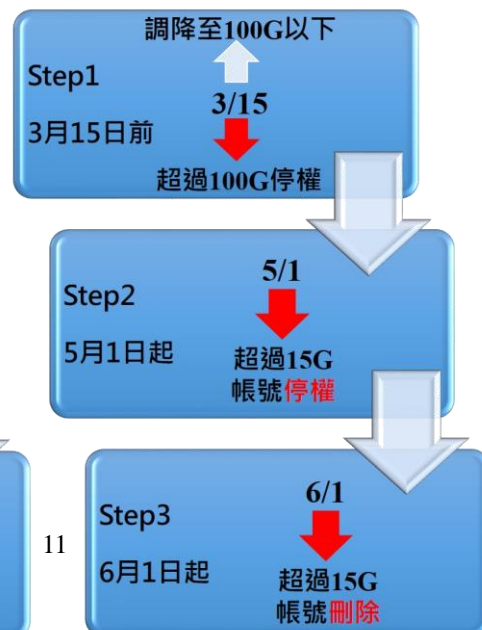 調降至100G以下
Step1
3/15
3月15日前
超過100G停權
5/1
Step2
5月1日起
超過15G
帳號停權
6/1
Step3
11
6月1日起
超過15G
帳號刪除